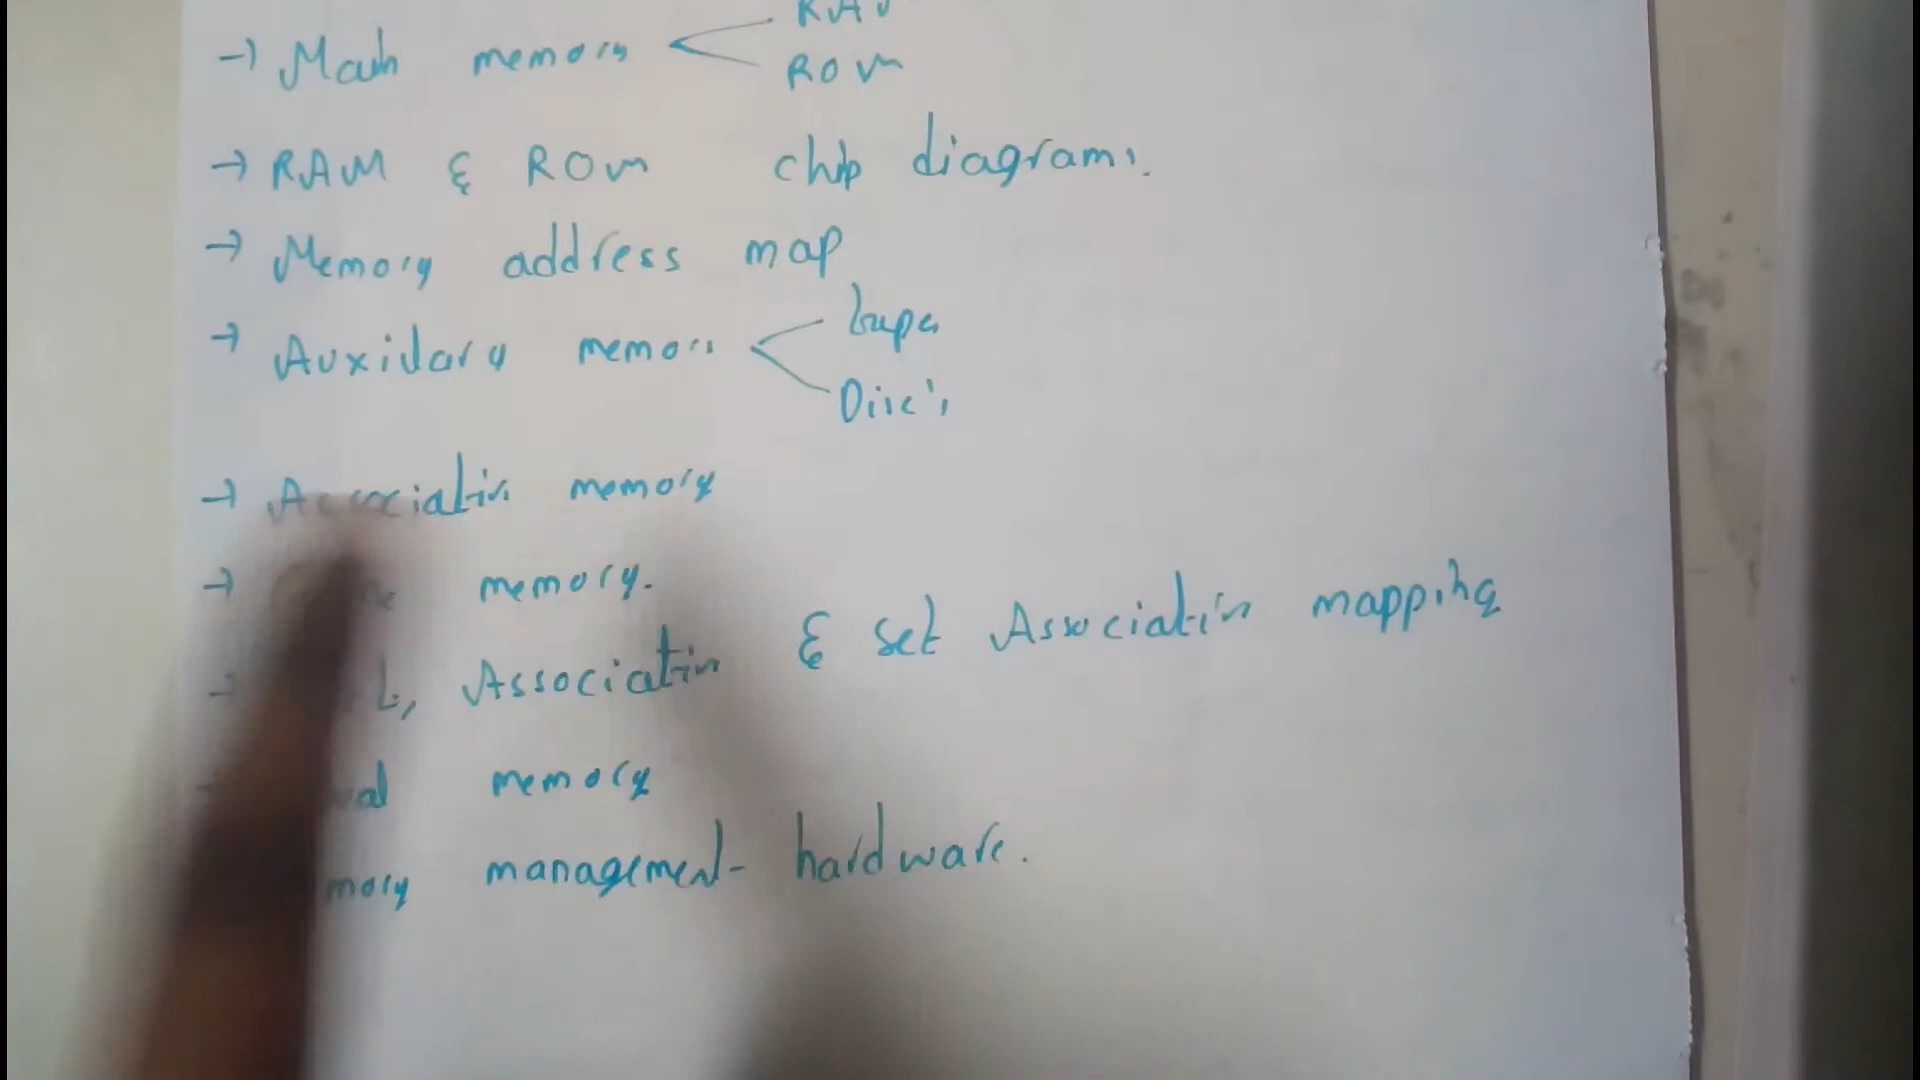 → Main memory RAM
ROM
→ RAM & ROM chip diagrams.
→ Memory address map
→ Auxilary memory tapes
Disc's
→ Associative memory
→ memory.
→ Associative & set Associative mapping
memory
management hardware.